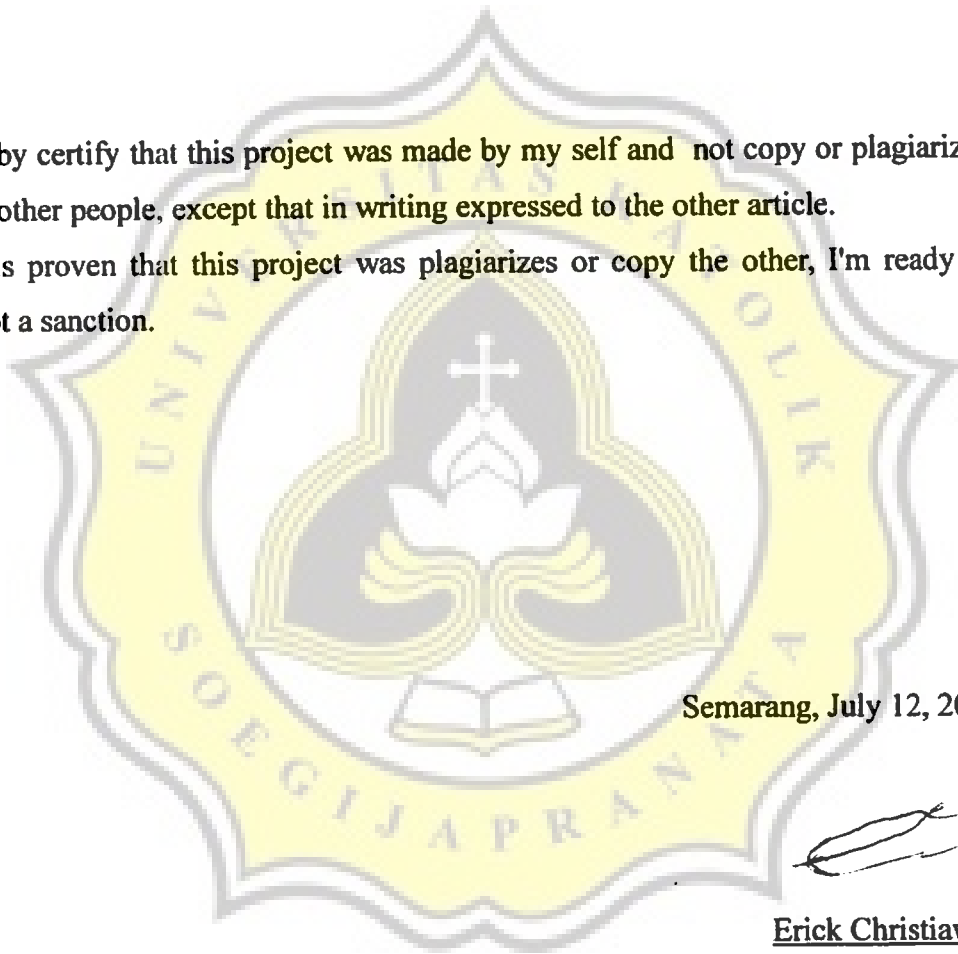 by certify that this project was made by my self and not copy or plagiariz
other people, except that in writing expressed to the other article.
s proven that this project was plagiarizes or copy the other, I'm ready
t a sanction.
UNIVERSITAS KATOLIK
SOEGIJAPRANATA
Semarang, July 12, 20
Erick Christiaw